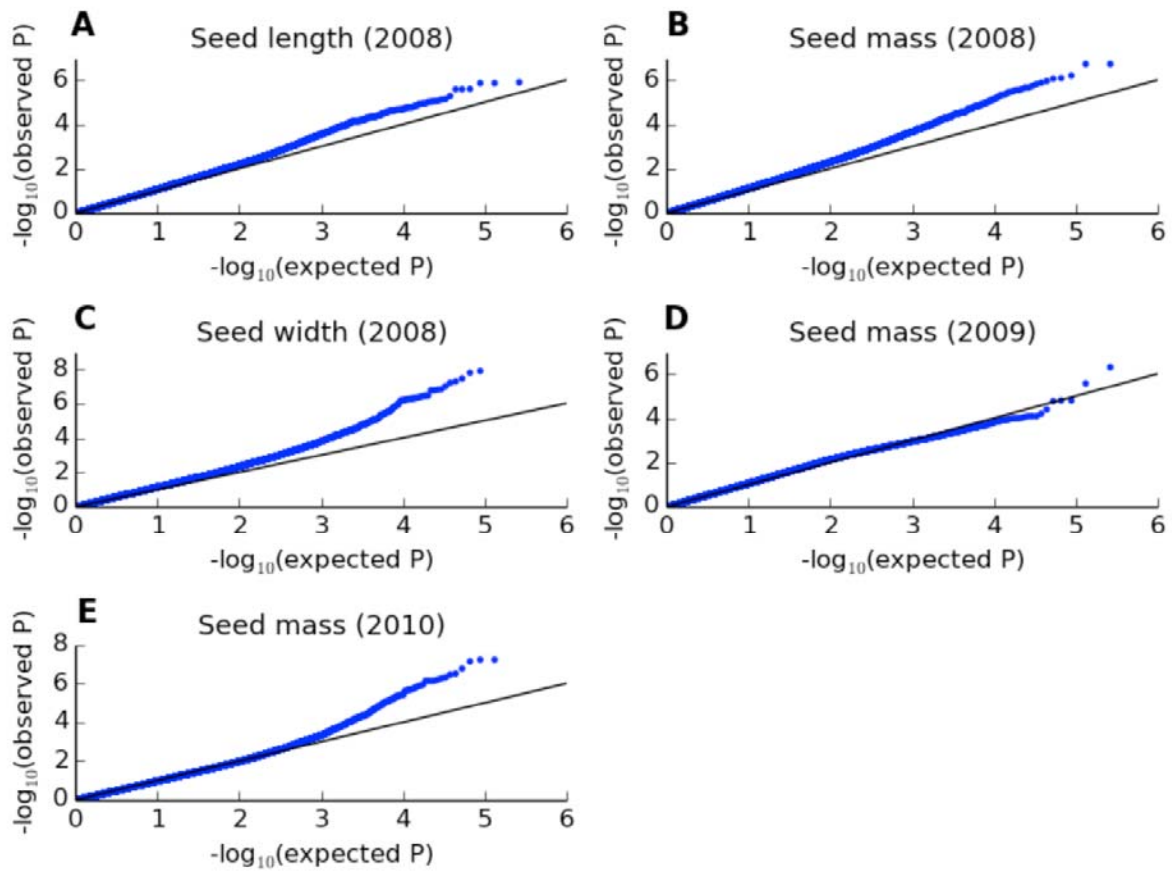 A
Seed length (2008)
-log10(observed P)
6
4
2
0
0 1 2 3 4 5 6
-log10(expected P)
B
Seed mass (2008)
-log10(observed P)
6
4
2
0
0 1 2 3 4 5 6
-log10(expected P)
C
Seed width (2008)
-log10(observed P)
8
6
4
2
0
0 1 2 3 4 5 6
-log10(expected P)
D
Seed mass (2009)
-log10(observed P)
6
4
2
0
0 1 2 3 4 5 6
-log10(expected P)
E
Seed mass (2010)
-log10(observed P)
8
6
4
2
0
0 1 2 3 4 5 6
-log10(expected P)